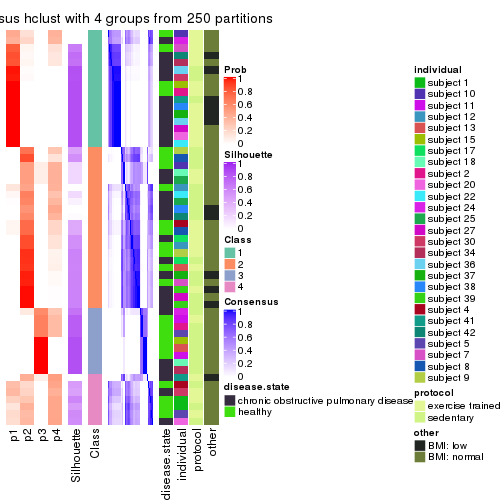 sus hclust with 4 groups from 250 partitions
Prob
1
0.8
0.6
0.4
0.2
0
Silhouette
1
0.8
0.6
0.4
0.2
0
Class
1
2
3
4
Consensus
1
0.8
0.6
0.4
0.2
0
disease.state
chronic obstructive pulmonary disease
healthy
individual
subject 1
subject 10
subject 11
subject 12
subject 13
subject 15
subject 17
subject 18
subject 2
subject 20
subject 22
subject 24
subject 25
subject 27
subject 30
subject 34
subject 36
subject 37
subject 38
subject 39
subject 4
subject 41
subject 42
subject 5
subject 7
subject 8
subject 9
protocol
exercise trained
sedentary
other
BMI: low
BMI: normal
p1
p2
p3
p4
Silhouette
Class
disease.state
individual
protocol
other